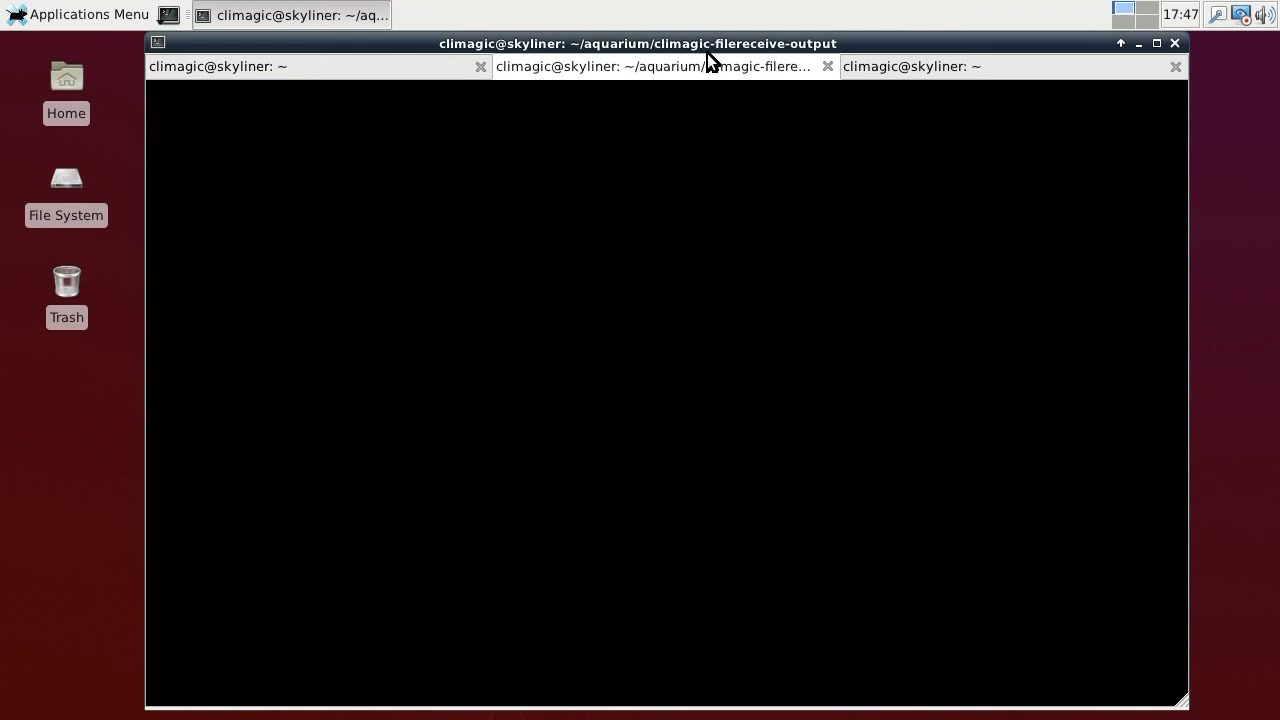 Applications Menu
climagic@skyliner: ~/aq...
17:47
climagic@skyliner: ~/aquarium/climagic-filereceive-output
climagic@skyliner: ~
climagic@skyliner: ~/aquarium/ magic-filere...
climagic@skyliner: ~
Home
File System
Trash